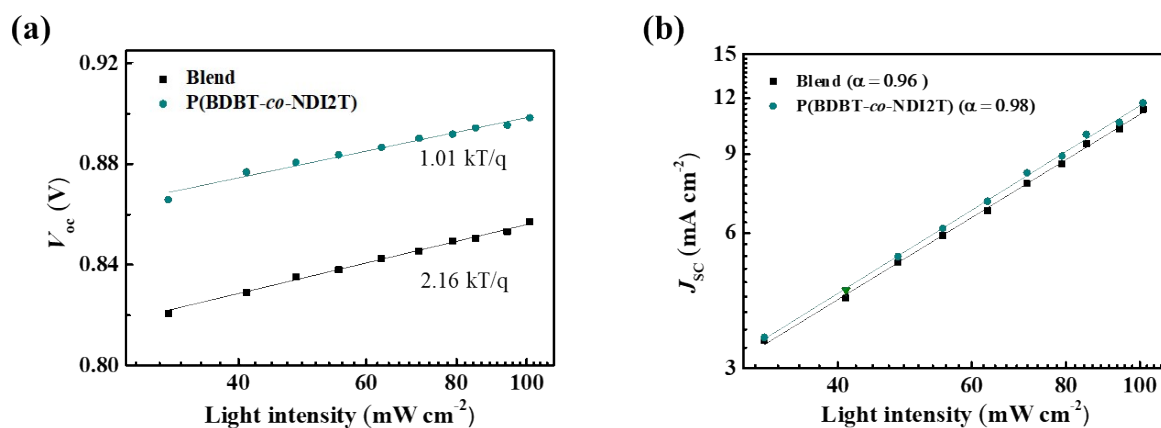 (a)
0.92
0.88
0.84
0.80
V_oc (V)
Blend
P(BDBT-co-NDI2T)
1.01 kT/q
2.16 kT/q
40
60
80
100
Light intensity (mW cm⁻²)
(b)
15
12
9
6
3
J_SC (mA cm⁻²)
Blend (α = 0.96 )
P(BDBT-co-NDI2T) (α = 0.98)
40
60
80
100
Light intensity (mW cm⁻²)